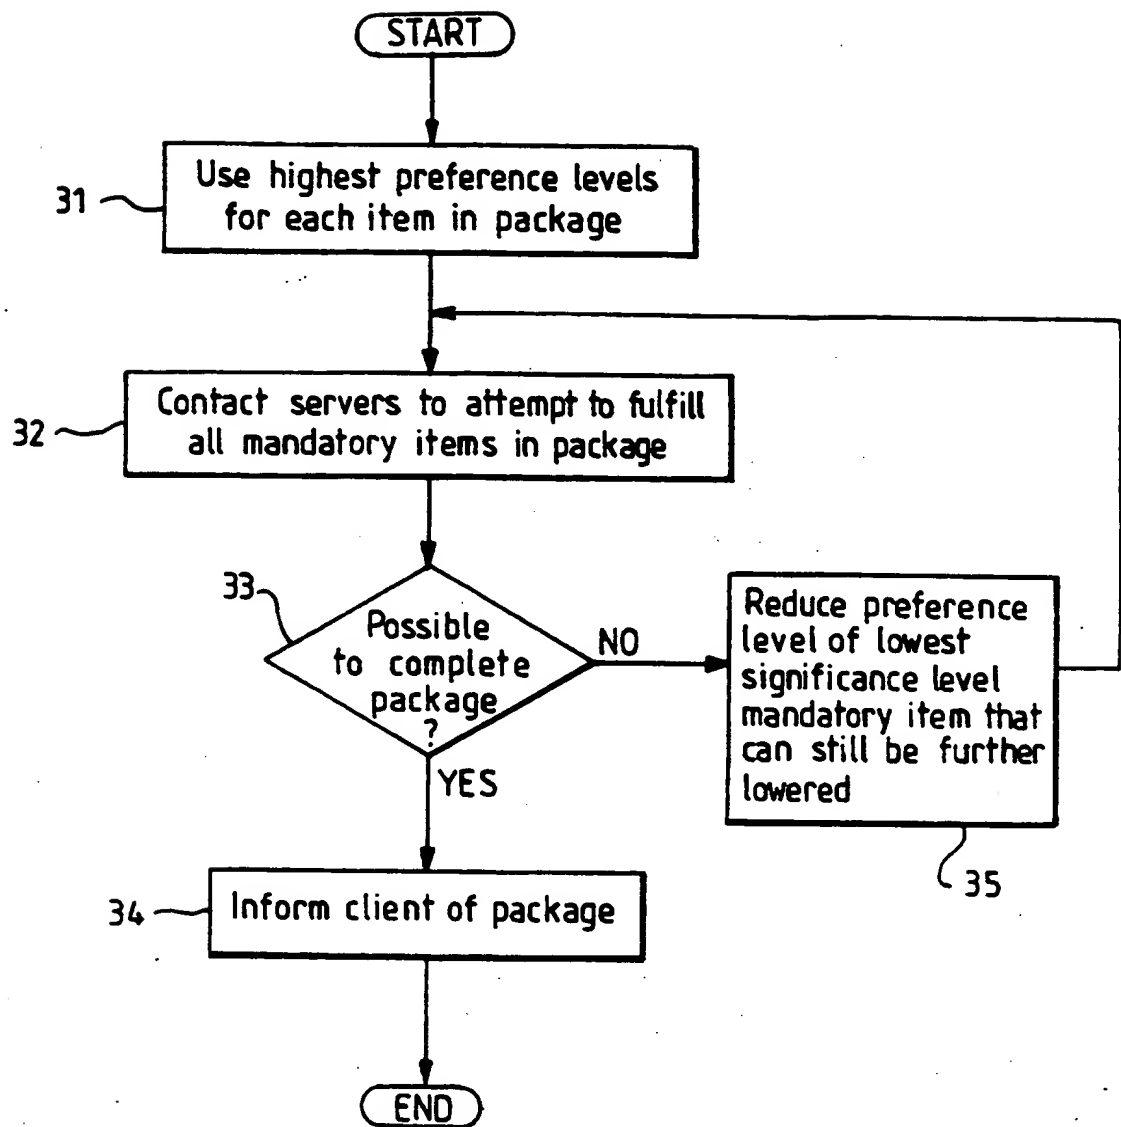 START
31
Use highest preference levels
for each item in package
32
Contact servers to attempt to fulfill
all mandatory items in package
33
Possible
to complete
package
?
NO
YES
Reduce preference
level of lowest
significance level
mandatory item that
can still be further
lowered
35
34
Inform client of package
END